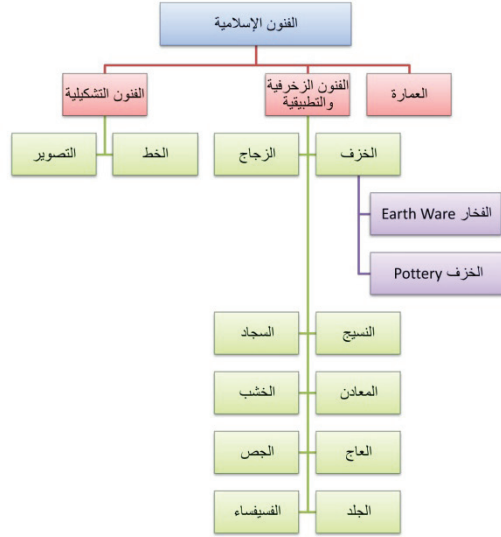 الفنون الإسلامية
العمارة
الفنون الزخرفية
والتطبيقية
الفنون التشكيلية
الخزف
الزجاج
الخط
التصوير
الفخار Earth Ware
الخزف Pottery
النسيج
السجاد
المعادن
الخشب
العاج
الجص
الجلد
الفسيفساء